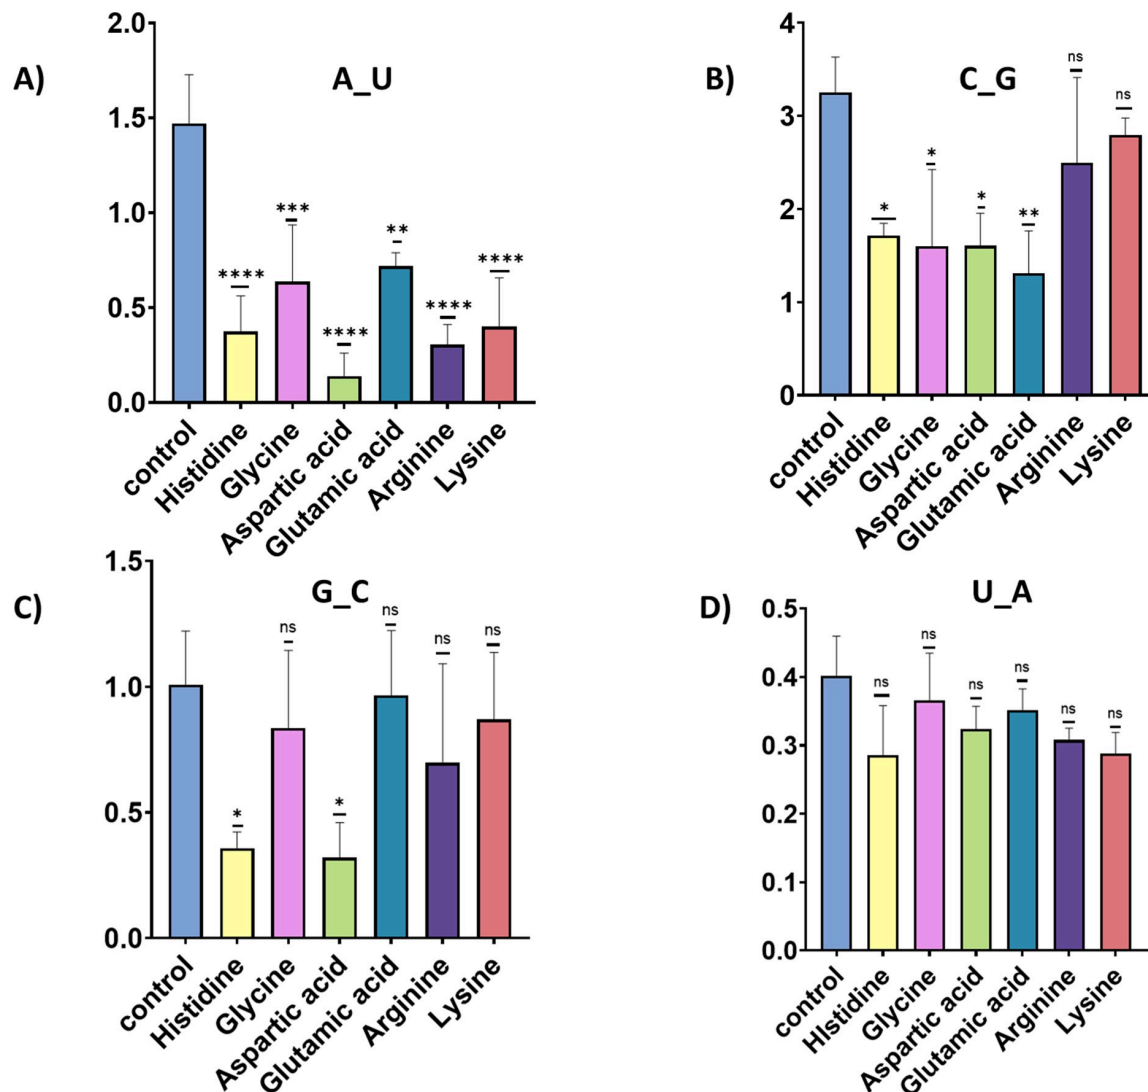 A)
A_U
2.0
1.5
1.0
0.5
0.0
****
***
****
**
****
****
control
Histidine
Glycine
Aspartic acid
Glutamic acid
Arginine
Lysine
B)
C_G
4
3
2
1
0
*
*
*
**
ns
ns
control
Histidine
Glycine
Aspartic acid
Glutamic acid
Arginine
Lysine
C)
G_C
1.5
1.0
0.5
0.0
*
ns
*
ns
ns
ns
control
Histidine
Glycine
Aspartic acid
Glutamic acid
Arginine
Lysine
D)
U_A
0.5
0.4
0.3
0.2
0.1
0.0
ns
ns
ns
ns
ns
ns
control
HIstidine
Glycine
Aspartic acid
Glutamic acid
Arginine
Lysine